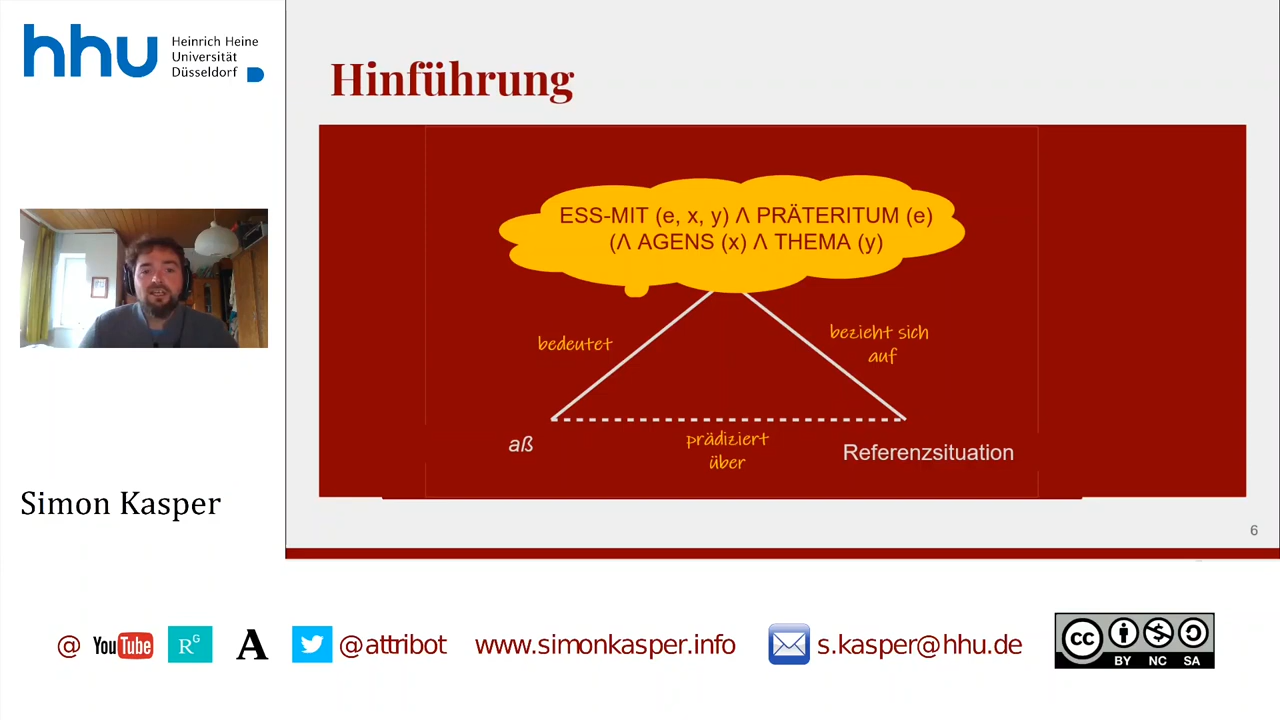 hhu Heinrich Heine
Universität
Düsseldorf
Hinführung
ESS-MIT (e, x, y) Λ PRÄTERITUM (e)
(Λ AGENS (x) Λ THEMA (y)
bedeutet
bezieht sich
auf
aß
prädiziert
über
Referenzsituation
Simon Kasper
6
@ YouTube RG A @attribot www.simonkasper.info s.kasper@hhu.de cc BY NC SA